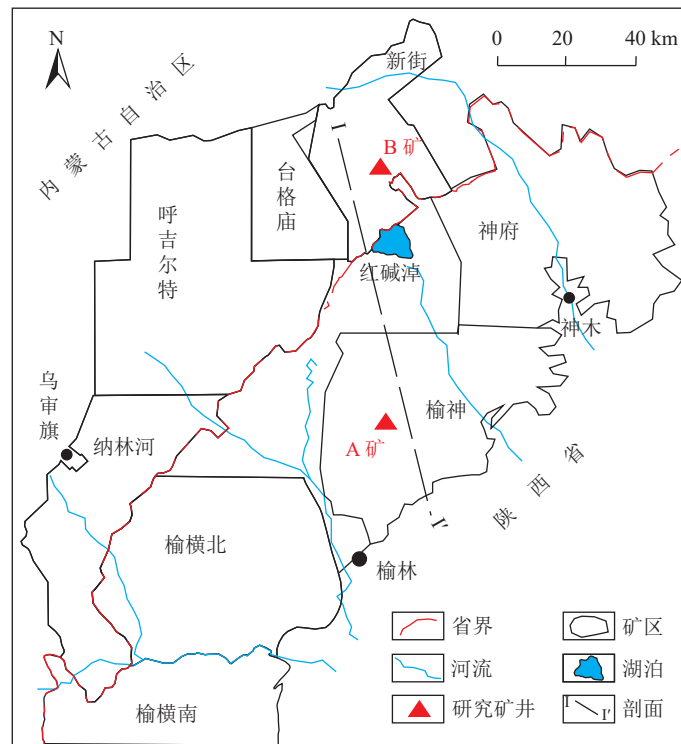 N
0 20 40 km
内蒙古自治区
新街
I
B 矿
台格庙
呼吉尔特
神府
红碱淖
神木
乌审旗
纳林河
榆神
A 矿
陕西省
I′
榆横北
榆林
榆横南
省界
矿区
河流
湖泊
研究矿井
I I′ 剖面